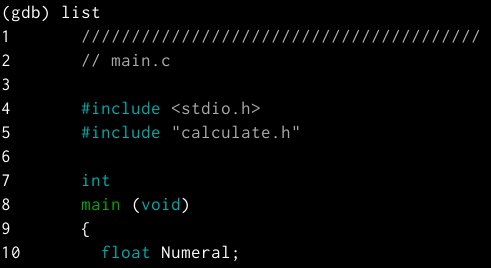 (gdb) list
1 ////////////////////////////////////////
2 // main.c
3
4 #include <stdio.h>
5 #include "calculate.h"
6
7 int
8 main (void)
9 {
10 float Numeral;